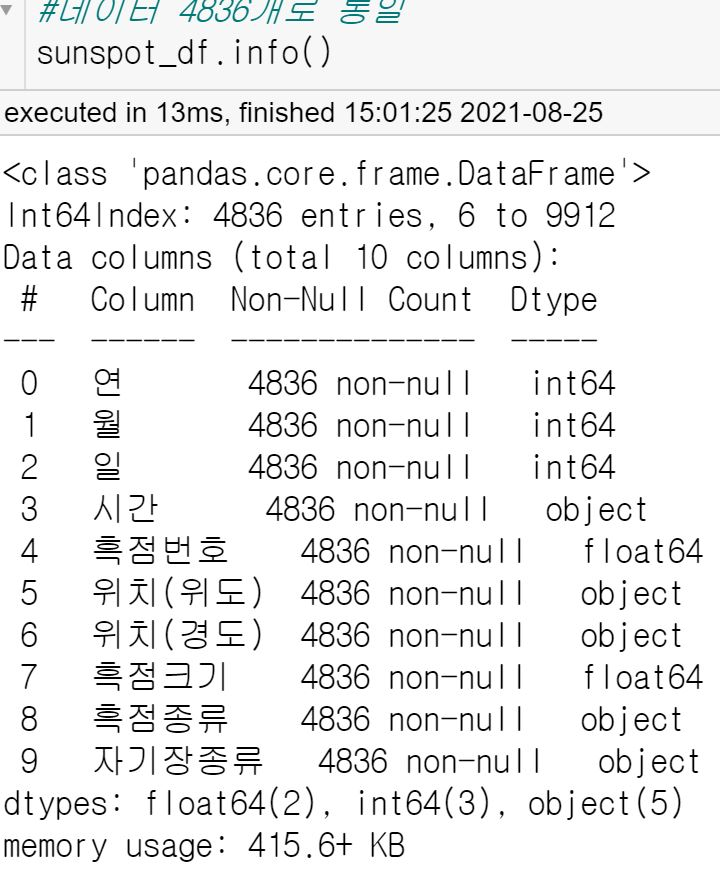 #데이터 4836개로 통일
sunspot_df.info()
executed in 13ms, finished 15:01:25 2021-08-25
<class 'pandas.core.frame.DataFrame'>
Int64Index: 4836 entries, 6 to 9912
Data columns (total 10 columns):
# Column Non-Null Count Dtype
--- ------ -------------- -----
0 연 4836 non-null int64
1 월 4836 non-null int64
2 일 4836 non-null int64
3 시간 4836 non-null object
4 흑점번호 4836 non-null float64
5 위치(위도) 4836 non-null object
6 위치(경도) 4836 non-null object
7 흑점크기 4836 non-null float64
8 흑점종류 4836 non-null object
9 자기장종류 4836 non-null object
dtypes: float64(2), int64(3), object(5)
memory usage: 415.6+ KB